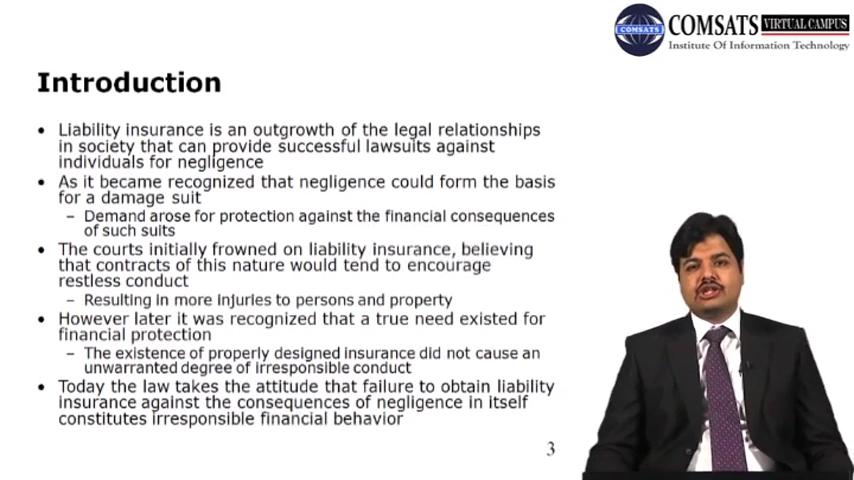 COMSATS
COMSATS VIRTUAL CAMPUS
Institute Of Information Technology
Introduction
• Liability insurance is an outgrowth of the legal relationships
in society that can provide successful lawsuits against
individuals for negligence
• As it became recognized that negligence could form the basis
for a damage suit
– Demand arose for protection against the financial consequences
of such suits
• The courts initially frowned on liability insurance, believing
that contracts of this nature would tend to encourage
restless conduct
– Resulting in more injuries to persons and property
• However later it was recognized that a true need existed for
financial protection
– The existence of properly designed insurance did not cause an
unwarranted degree of irresponsible conduct
• Today the law takes the attitude that failure to obtain liability
insurance against the consequences of negligence in itself
constitutes irresponsible financial behavior
3